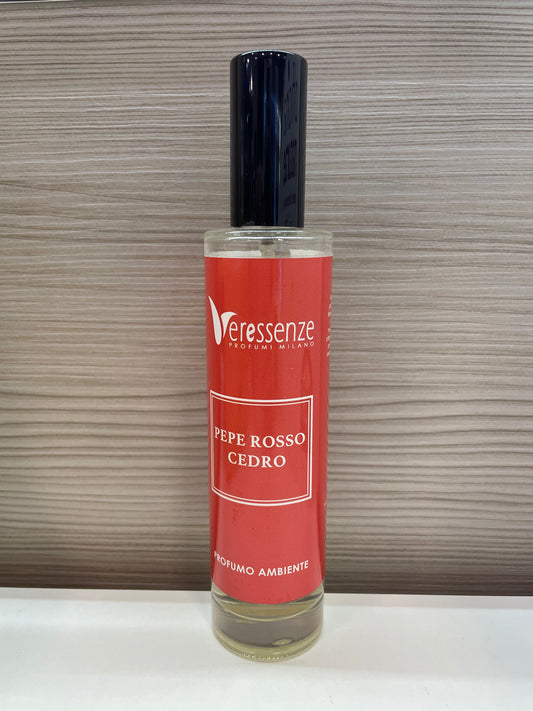 Veressenze
PROFUMI MILANO
PEPE ROSSO
CEDRO
PROFUMO AMBIENTE